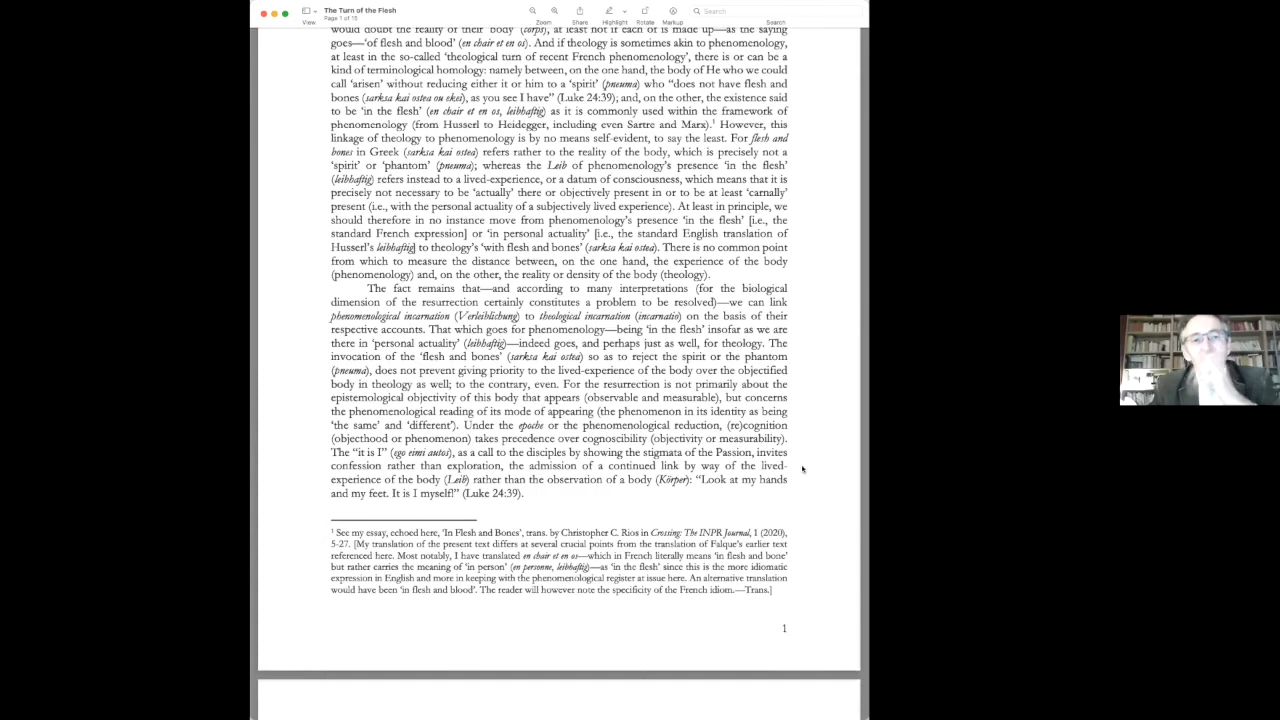 The Turn of the Flesh
Page 1 of 15
View
Zoom
Share
Highlight
Rotate
Markup
Search
Search
would doubt the reality of their 'body' (corps), at least not if each of is made up—as the saying
goes—'of flesh and blood' (en chair et en os). And if theology is sometimes akin to phenomenology,
at least in the so-called 'theological turn of recent French phenomenology', there is or can be a
kind of terminological homology: namely between, on the one hand, the body of He who we could
call 'arisen' without reducing either it or him to a 'spirit' (pneuma) who "does not have flesh and
bones (sarksa kai ostea ou ekei), as you see I have" (Luke 24:39); and, on the other, the existence said
to be 'in the flesh' (en chair et en os, leibhaftig) as it is commonly used within the framework of
phenomenology (from Husserl to Heidegger, including even Sartre and Marx).¹ However, this
linkage of theology to phenomenology is by no means self-evident, to say the least. For flesh and
bones in Greek (sarksa kai ostea) refers rather to the reality of the body, which is precisely not a
'spirit' or 'phantom' (pneuma); whereas the Leib of phenomenology's presence 'in the flesh'
(leibhaftig) refers instead to a lived-experience, or a datum of consciousness, which means that it is
precisely not necessary to be 'actually' there or objectively present in or to be at least 'carnally'
present (i.e., with the personal actuality of a subjectively lived experience). At least in principle, we
should therefore in no instance move from phenomenology's presence 'in the flesh' [i.e., the
standard French expression] or 'in personal actuality' [i.e., the standard English translation of
Husserl's leibhaftig] to theology's 'with flesh and bones' (sarksa kai ostea). There is no common point
from which to measure the distance between, on the one hand, the experience of the body
(phenomenology) and, on the other, the reality or density of the body (theology).
The fact remains that—and according to many interpretations (for the biological
dimension of the resurrection certainly constitutes a problem to be resolved)—we can link
phenomenological incarnation (Verleiblichung) to theological incarnation (incarnatio) on the basis of their
respective accounts. That which goes for phenomenology—being 'in the flesh' insofar as we are
there in 'personal actuality' (leibhaftig)—indeed goes, and perhaps just as well, for theology. The
invocation of the 'flesh and bones' (sarksa kai ostea) so as to reject the spirit or the phantom
(pneuma), does not prevent giving priority to the lived-experience of the body over the objectified
body in theology as well; to the contrary, even. For the resurrection is not primarily about the
epistemological objectivity of this body that appears (observable and measurable), but concerns
the phenomenological reading of its mode of appearing (the phenomenon in its identity as being
'the same' and 'different'). Under the epoche or the phenomenological reduction, (re)cognition
(objecthood or phenomenon) takes precedence over cognoscibility (objectivity or measurability).
The "it is I" (ego eimi autos), as a call to the disciples by showing the stigmata of the Passion, invites
confession rather than exploration, the admission of a continued link by way of the lived-
experience of the body (Leib) rather than the observation of a body (Körper): "Look at my hands
and my feet. It is I myself!" (Luke 24:39).
¹ See my essay, echoed here, 'In Flesh and Bones', trans. by Christopher C. Rios in Crossing: The INPR Journal, 1 (2020),
5-27. [My translation of the present text differs at several crucial points from the translation of Falque's earlier text
referenced here. Most notably, I have translated en chair et en os—which in French literally means 'in flesh and bone'
but rather carries the meaning of 'in person' (en personne, leibhaftig)—as 'in the flesh' since this is the more idiomatic
expression in English and more in keeping with the phenomenological register at issue here. An alternative translation
would have been 'in flesh and blood'. The reader will however note the specificity of the French idiom.—Trans.]
1